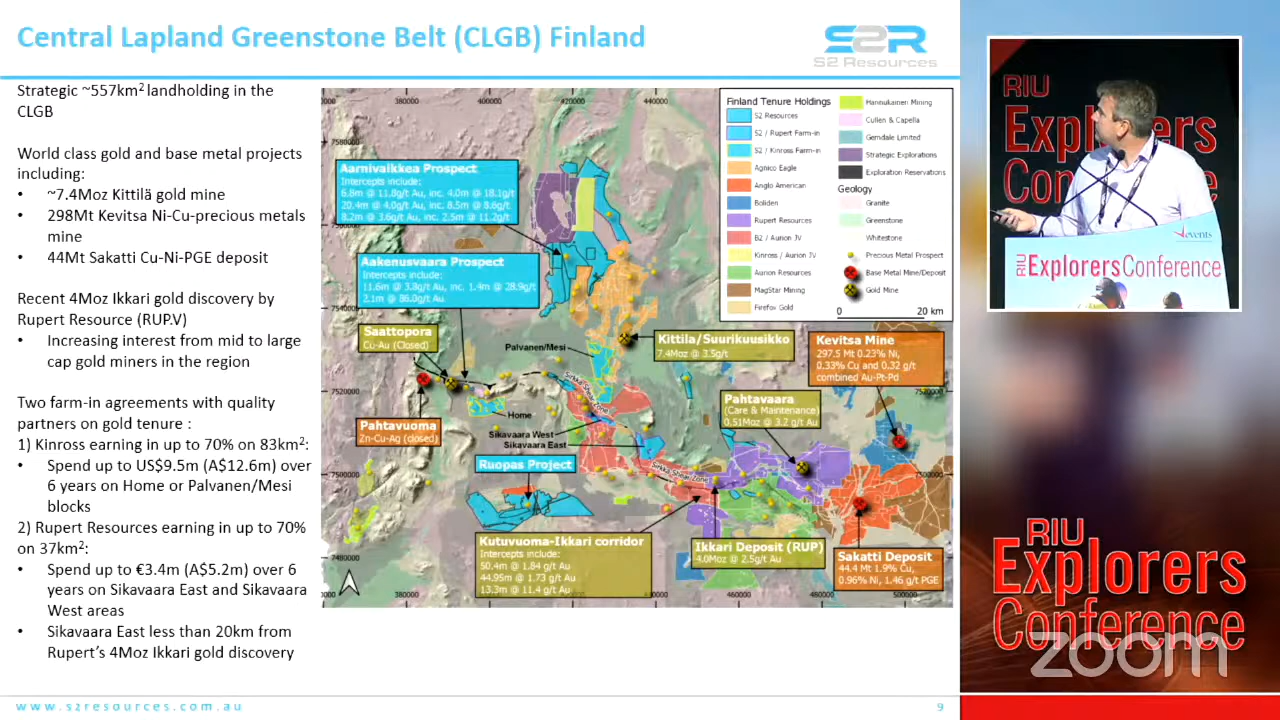 Central Lapland Greenstone Belt (CLGB) Finland
S2R
S2 Resources
Strategic ~557km2 landholding in the
CLGB
World class gold and base metal projects
including:
• ~7.4Moz Kittilä gold mine
• 298Mt Kevitsa Ni-Cu-precious metals
mine
• 44Mt Sakatti Cu-Ni-PGE deposit
Recent 4Moz Ikkari gold discovery by
Rupert Resource (RUP.V)
• Increasing interest from mid to large
cap gold miners in the region
Two farm-in agreements with quality
partners on gold tenure :
1) Kinross earning in up to 70% on 83km2:
• Spend up to US$9.5m (A$12.6m) over
6 years on Home or Palvanen/Mesi
blocks
2) Rupert Resources earning in up to 70%
on 37km2:
• Spend up to €3.4m (A$5.2m) over 6
years on Sikavaara East and Sikavaara
West areas
• Sikavaara East less than 20km from
Rupert's 4Moz Ikkari gold discovery
380000
400000
420000
440000
7580000
7540000
7520000
7520000
7500000
7500000
7480000
380000
400000
440000
460000
480000
500000
Aarnivaikkea Prospect
Intercepts include:
6.8m @ 11.8g/t Au, inc. 4.0m @ 18.1g/t
20.4m @ 4.0g/t Au, inc. 8.5m @ 8.6g/t
8.2m @ 3.6g/t Au, inc. 2.5m @ 11.2g/t
Aakenusvaara Prospect
Intercepts include:
11.6m @ 3.8g/t Au, inc. 1.4m @ 28.9g/t
2.1m @ 86.0g/t Au
Saattopora
Cu-Au (Closed)
Palvanen/Mesi
Kittila/Suurikuusikko
7.4Moz @ 3.5g/t
Kevitsa Mine
297.5 Mt 0.23% Ni,
0.33% Cu and 0.32 g/t
combined Au-Pt-Pd
Pahtavuoma
Zn-Cu-Ag (closed)
Home
Sirkka Shear Zone
Sikavaara West
Sikavaara East
Pahtavaara
(Care & Maintenance)
0.51Moz @ 3.2 g/t Au
Ruopas Project
Sirkka Shear Zone
Kutuvuoma-Ikkari corridor
Intercepts include:
50.4m @ 1.84 g/t Au
44.95m @ 1.73 g/t Au
13.3m @ 11.4 g/t Au
Ikkari Deposit (RUP)
4.0Moz @ 2.5g/t Au
Sakatti Deposit
44.4 Mt 1.9% Cu,
0.96% Ni, 1.46 g/t PGE
Finland Tenure Holdings
S2 Resources
S2 / Rupert Farm-in
S2 / Kinross Farm-in
Agnico Eagle
Anglo American
Boliden
Rupert Resources
B2 / Aurion JV
Kinross / Aurion JV
Aurion Resources
MagStar Mining
Firefox Gold
Hannukainen Mining
Cullen & Capella
Gemdale Limited
Strategic Explorations
Exploration Reservations
Geology
Granite
Greenstone
Whitestone
Precious Metal Prospect
Base Metal Mine/Deposit
Gold Mine
0 20 km
www.s2resources.com.au
9
RIU
Explorers
Conference
events
RIU ExplorersConference
RIU
Explorers
Conference
zoom